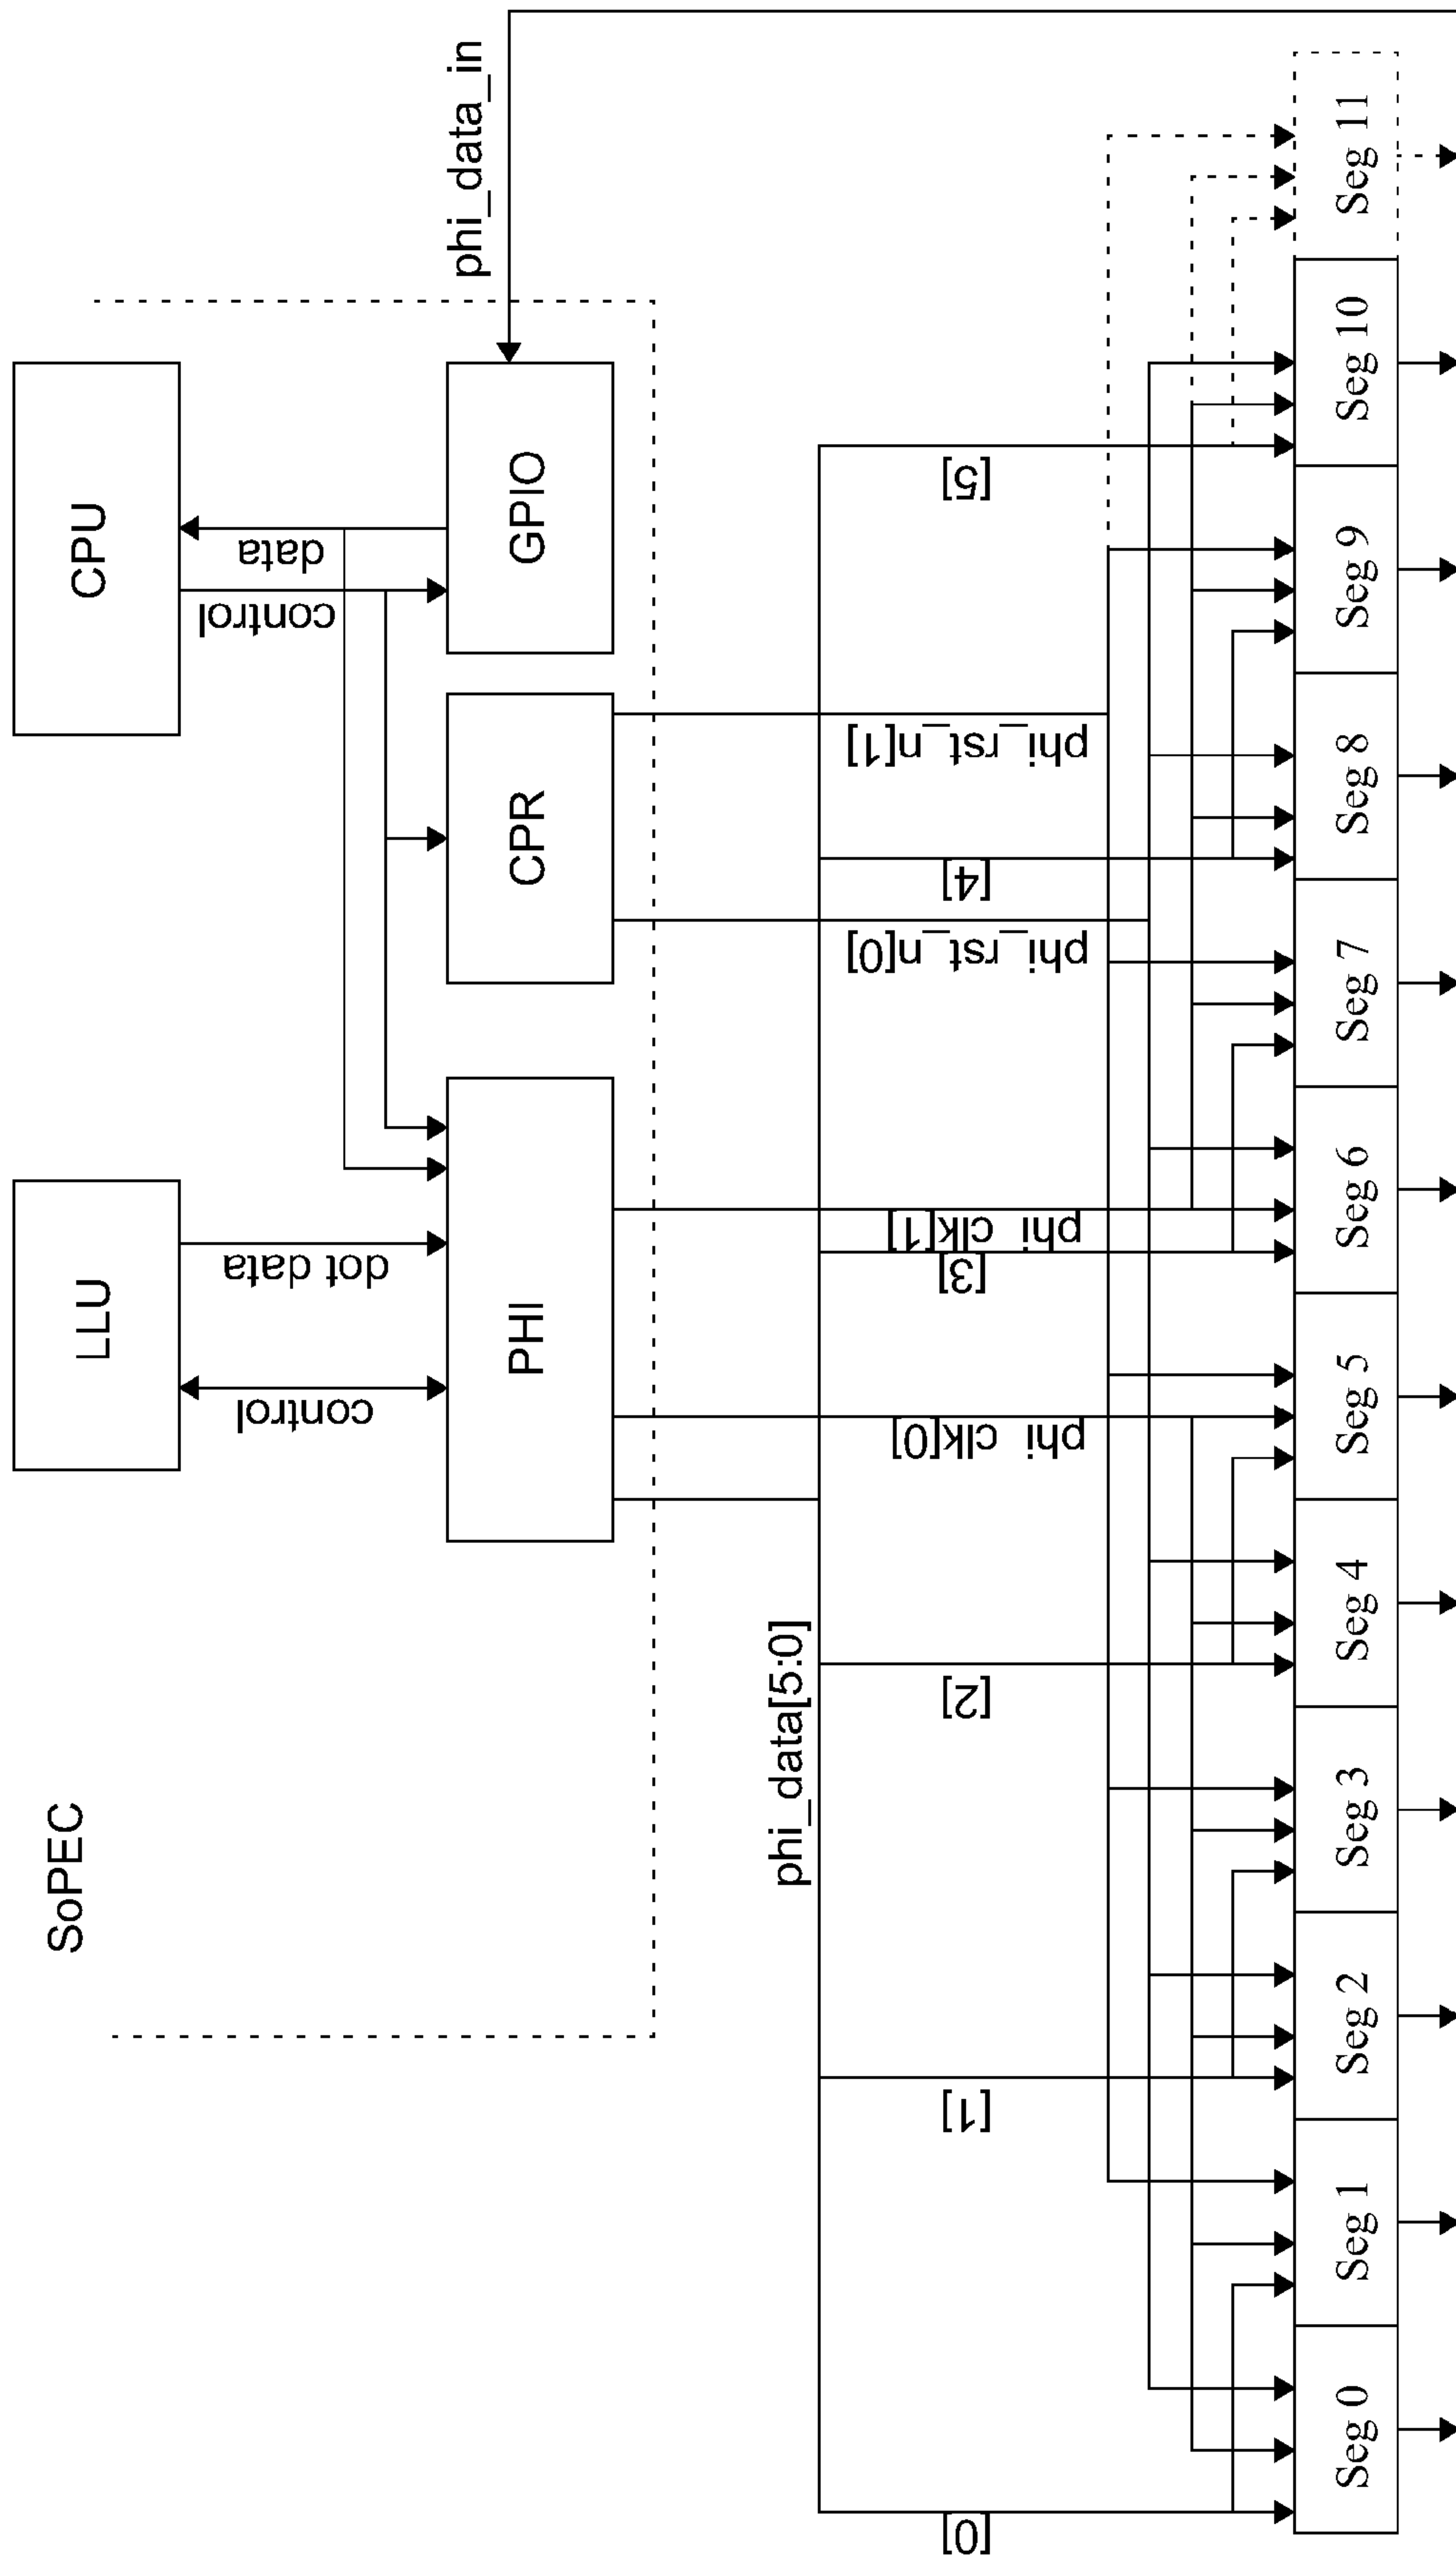 SoPEC
LLU
CPU
control
dot data
control
data
PHI
CPR
GPIO
phi_data_in
phi_data[5:0]
[0]
[1]
[2]
phi_clk[0]
[3]
phi_clk[1]
phi_rst_n[0]
[4]
phi_rst_n[1]
[5]
Seg 0
Seg 1
Seg 2
Seg 3
Seg 4
Seg 5
Seg 6
Seg 7
Seg 8
Seg 9
Seg 10
Seg 11